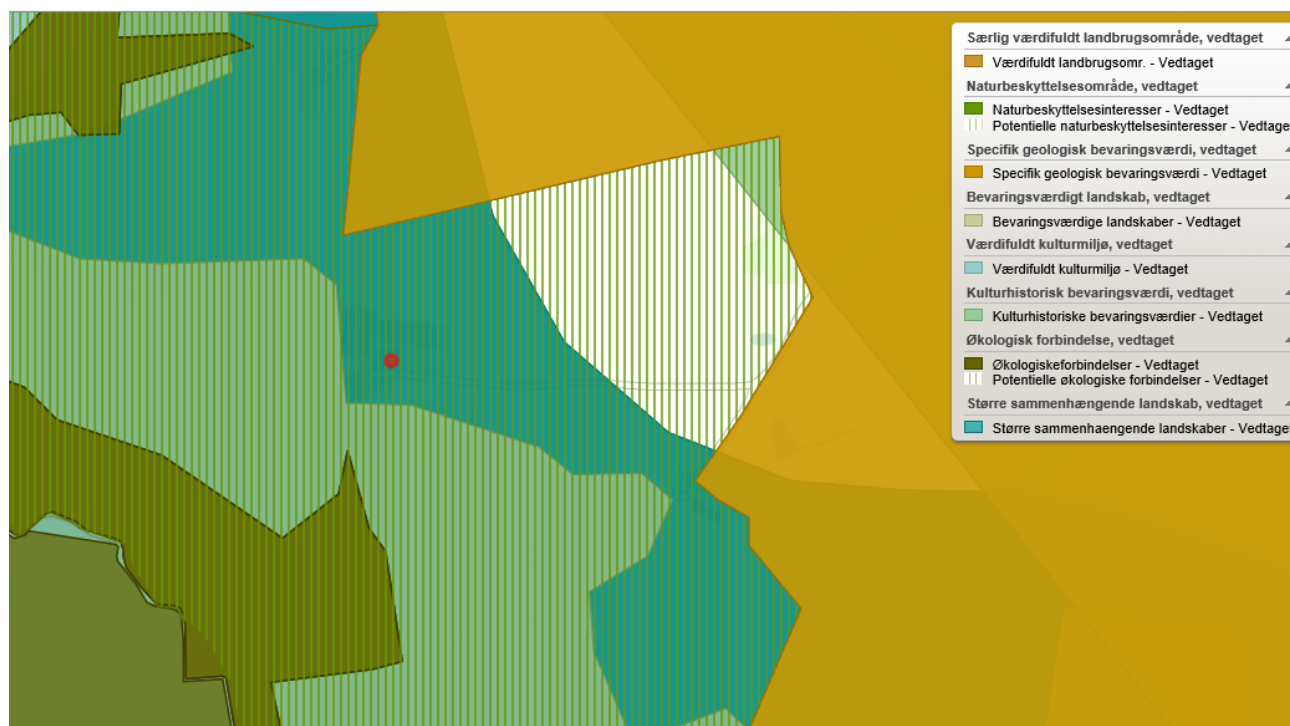 Særlig værdifuldt landbrugsområde, vedtaget
Værdifuldt landbrugsomr. - Vedtaget
Naturbeskyttelsesområde, vedtaget
Naturbeskyttelsesinteresser - Vedtaget
Potentielle naturbeskyttelsesinteresser - Vedtaget
Specifik geologisk bevaringsværdi, vedtaget
Specifik geologisk bevaringsværdi - Vedtaget
Bevaringsværdigt landskab, vedtaget
Bevaringsværdige landskaber - Vedtaget
Værdifuldt kulturmiljø, vedtaget
Værdifuldt kulturmiljø - Vedtaget
Kulturhistorisk bevaringsværdi, vedtaget
Kulturhistoriske bevaringsværdier - Vedtaget
Økologisk forbindelse, vedtaget
Økologiskeforbindelser - Vedtaget
Potentielle økologiske forbindelser - Vedtaget
Større sammenhængende landskab, vedtaget
Større sammenhaengende landskaber - Vedtaget